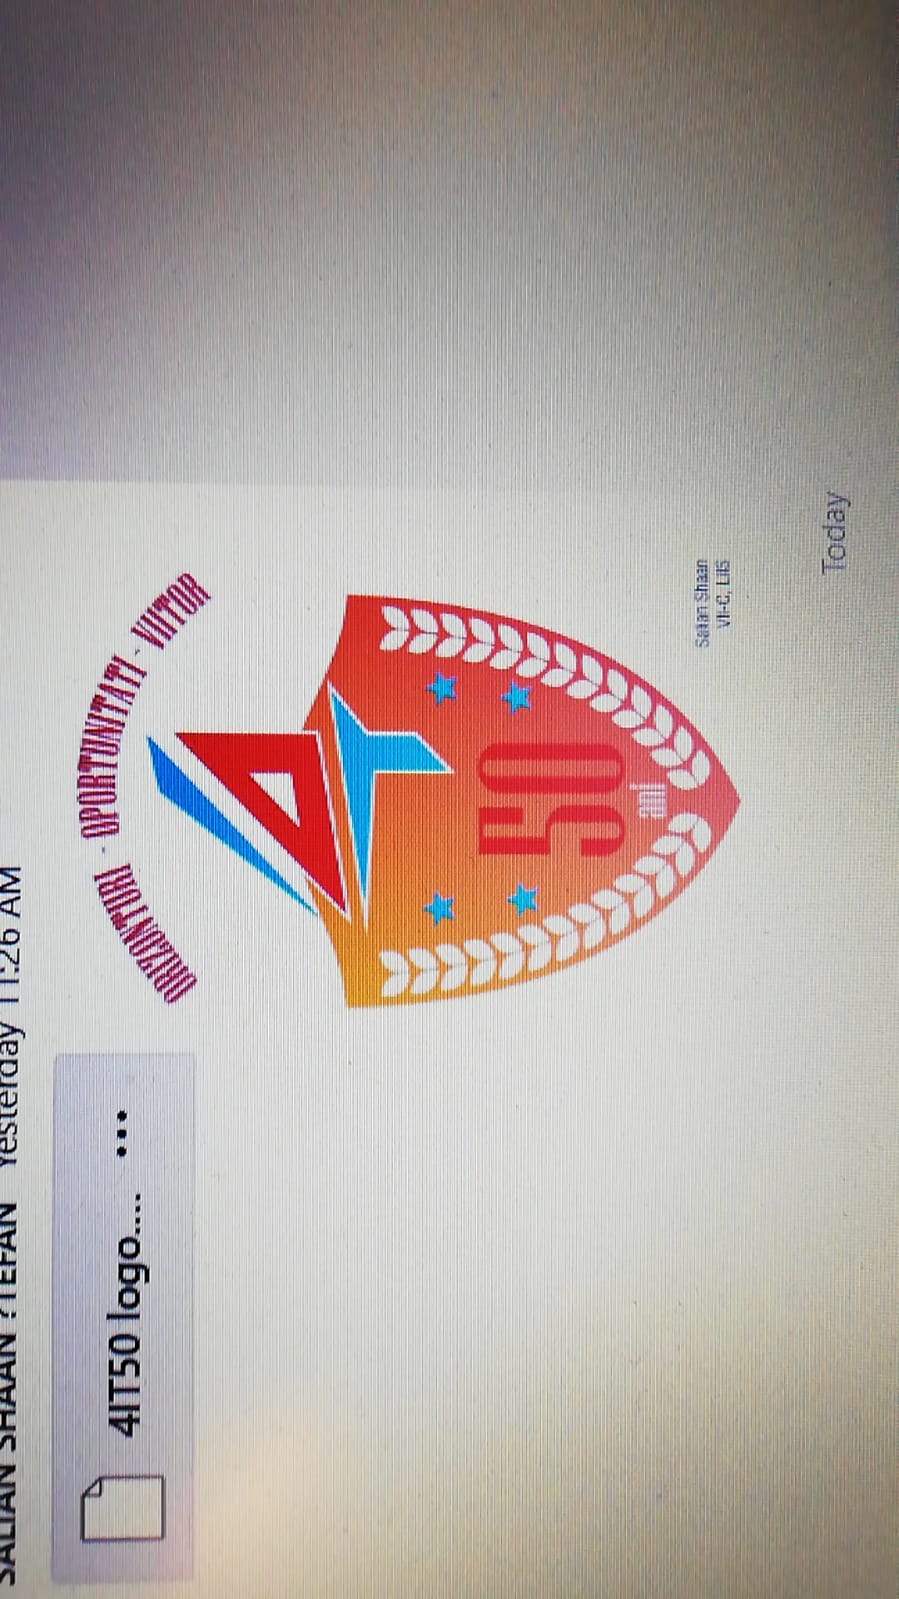 SALIAN SHAAN ?TEFAN Yesterday 11:26 AM
4IT50 logo.... •••
ORIZONTURI - OPORTUNITATI - VIITOR
4
50
ani
Salian Shaan
VII-C, LIIS
Today